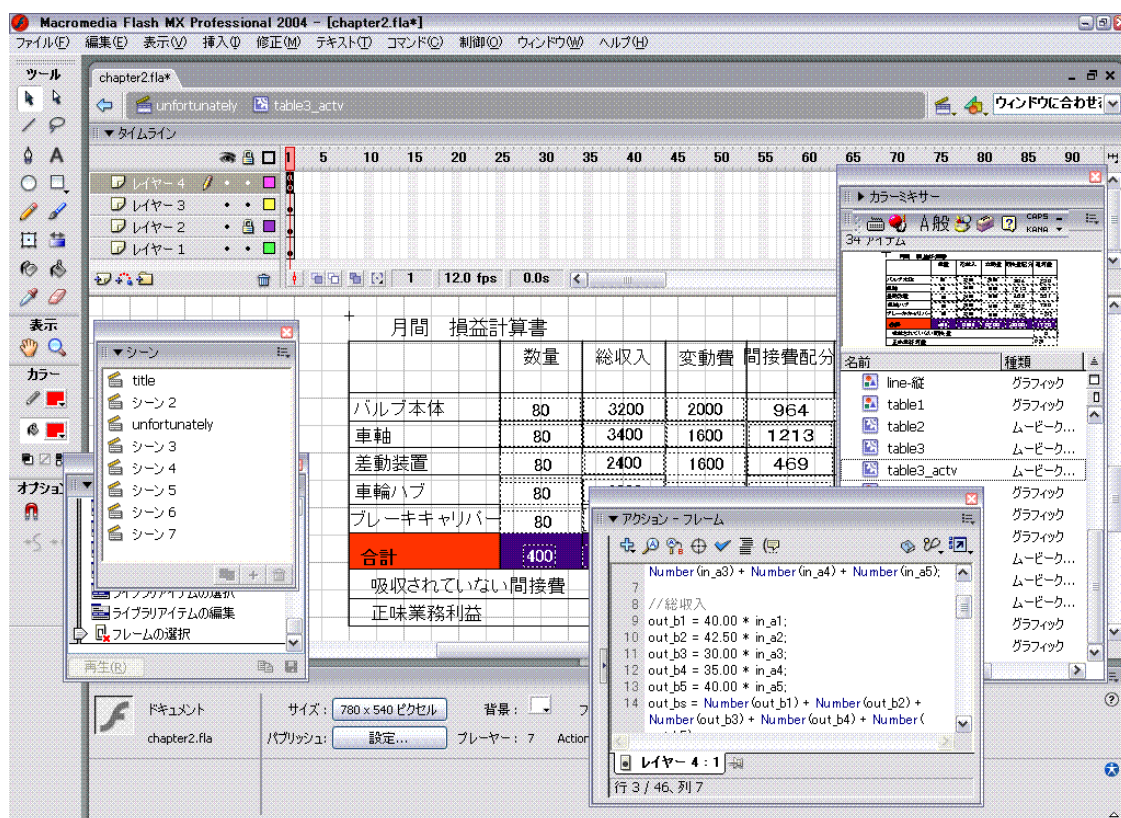 Macromedia Flash MX Professional 2004 - [chapter2.fla*]
ファイル(F) 編集(E) 表示(V) 挿入(I) 修正(M) テキスト(T) コマンド(C) 制御(O) ウィンドウ(W) ヘルプ(H)
ツール
chapter2.fla*
unfortunately table3_actv
ウィンドウに合わせ
▼ タイムライン
1 5 10 15 20 25 30 35 40 45 50 55 60 65 70 75 80 85 90
レイヤー 4
レイヤー 3
レイヤー 2
レイヤー 1
1 12.0 fps 0.0s
表示
カラー
オプション
▼ シーン
title
シーン 2
unfortunately
シーン 3
シーン 4
シーン 5
シーン 6
シーン 7
ライブラリアイテムの選択
ライブラリアイテムの編集
フレームの選択
再生(R)
月間 損益計算書
数量 総収入 変動費 間接費配分
バルブ本体 80 3200 2000 964
車軸 80 3400 1600 1213
差動装置 80 2400 1600 469
車輪ハブ 80
ブレーキキャリパー 80
合計 400
吸収されていない間接費
正味業務利益
▶ カラーミキサー
A 般 CAPS KANA
34 アイテム
名前 種類
line-縦 グラフィック
table1 グラフィック
table2 ムービーク...
table3 ムービーク...
table3_actv ムービーク...
グラフィック
グラフィック
グラフィック
ムービーク...
ムービーク...
ムービーク...
グラフィック
グラフィック
▼ アクション - フレーム
Number(in_a3) + Number(in_a4) + Number(in_a5);
7
8 //総収入
9 out_b1 = 40.00 * in_a1;
10 out_b2 = 42.50 * in_a2;
11 out_b3 = 30.00 * in_a3;
12 out_b4 = 35.00 * in_a4;
13 out_b5 = 40.00 * in_a5;
14 out_bs = Number(out_b1) + Number(out_b2) +
Number(out_b3) + Number(out_b4) + Number(
レイヤー 4 : 1
行 3 / 46、列 7
ドキュメント
chapter2.fla
サイズ: 780 x 540 ピクセル 背景:
パブリッシュ: 設定... プレーヤー: 7 Action